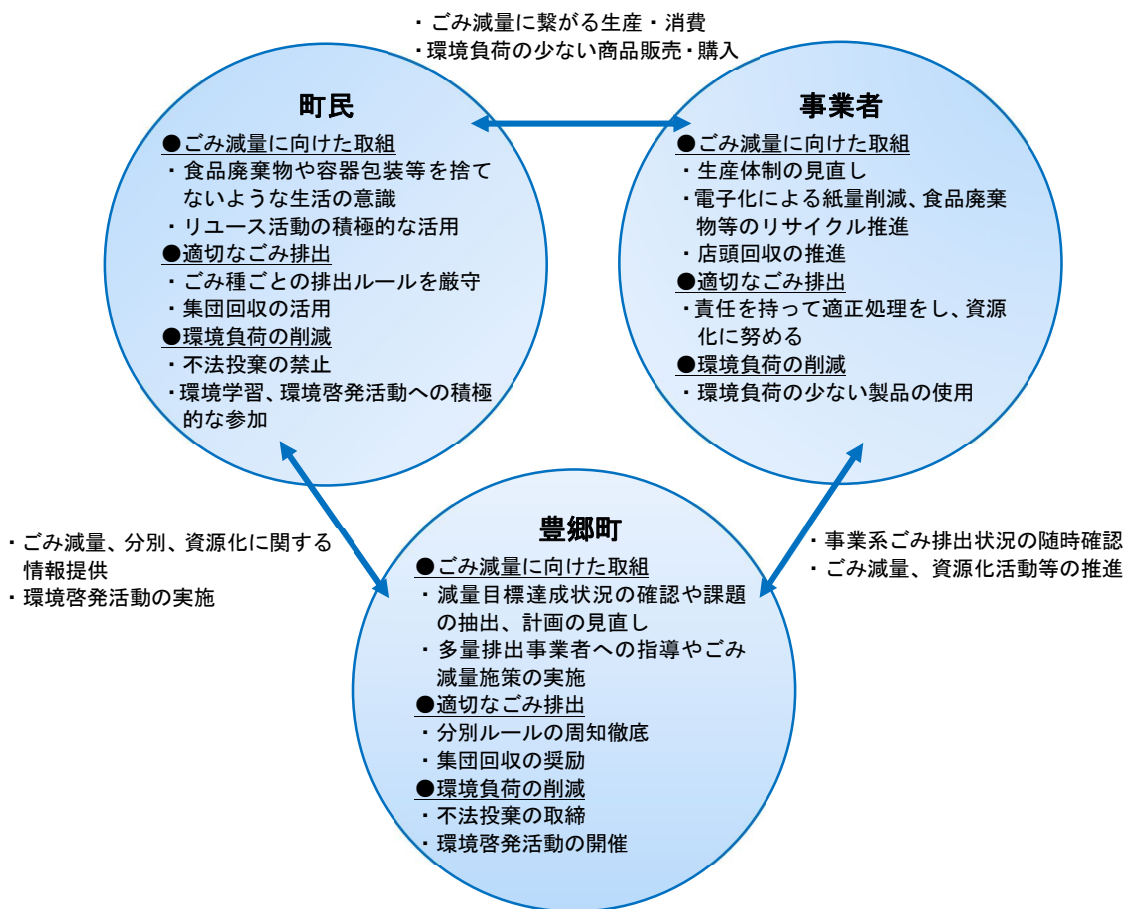 ・ごみ減量に繋がる生産・消費
・環境負荷の少ない商品販売・購入
町民
●ごみ減量に向けた取組
・食品廃棄物や容器包装等を捨て
ないような生活の意識
・リユース活動の積極的な活用
●適切なごみ排出
・ごみ種ごとの排出ルールを厳守
・集団回収の活用
●環境負荷の削減
・不法投棄の禁止
・環境学習、環境啓発活動への積極
的な参加
事業者
●ごみ減量に向けた取組
・生産体制の見直し
・電子化による紙量削減、食品廃棄
物等のリサイクル推進
・店頭回収の推進
●適切なごみ排出
・責任を持って適正処理をし、資源
化に努める
●環境負荷の削減
・環境負荷の少ない製品の使用
・ごみ減量、分別、資源化に関する
情報提供
・環境啓発活動の実施
豊郷町
●ごみ減量に向けた取組
・減量目標達成状況の確認や課題
の抽出、計画の見直し
・多量排出事業者への指導やごみ
減量施策の実施
●適切なごみ排出
・分別ルールの周知徹底
・集団回収の奨励
●環境負荷の削減
・不法投棄の取締
・環境啓発活動の開催
・事業系ごみ排出状況の随時確認
・ごみ減量、資源化活動等の推進